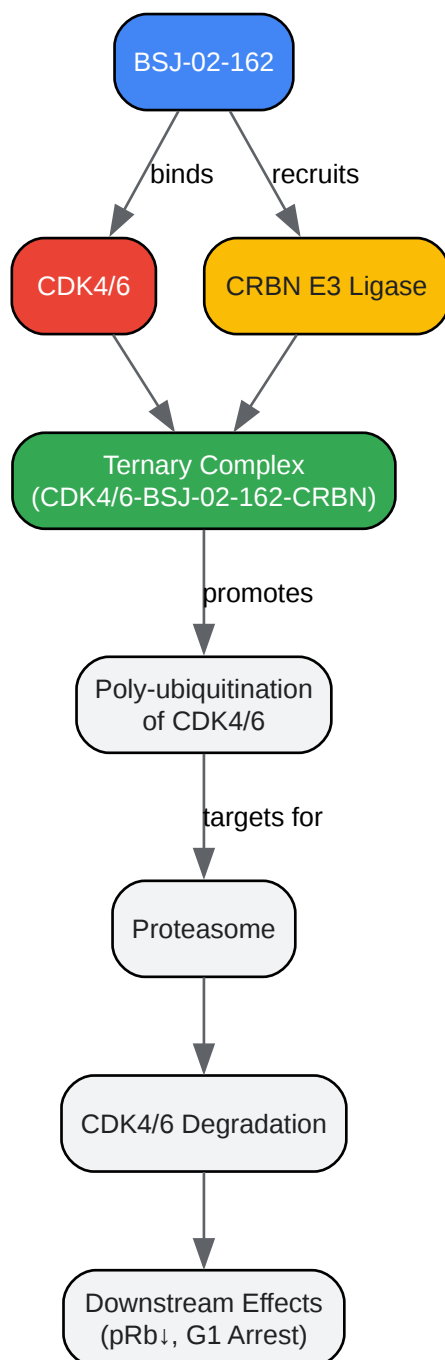 BSJ-02-162
binds
recruits
CDK4/6
CRBN E3 Ligase
Ternary Complex
(CDK4/6-BSJ-02-162-CRBN)
promotes
Poly-ubiquitination
of CDK4/6
targets for
Proteasome
CDK4/6 Degradation
Downstream Effects
(pRb↓, G1 Arrest)